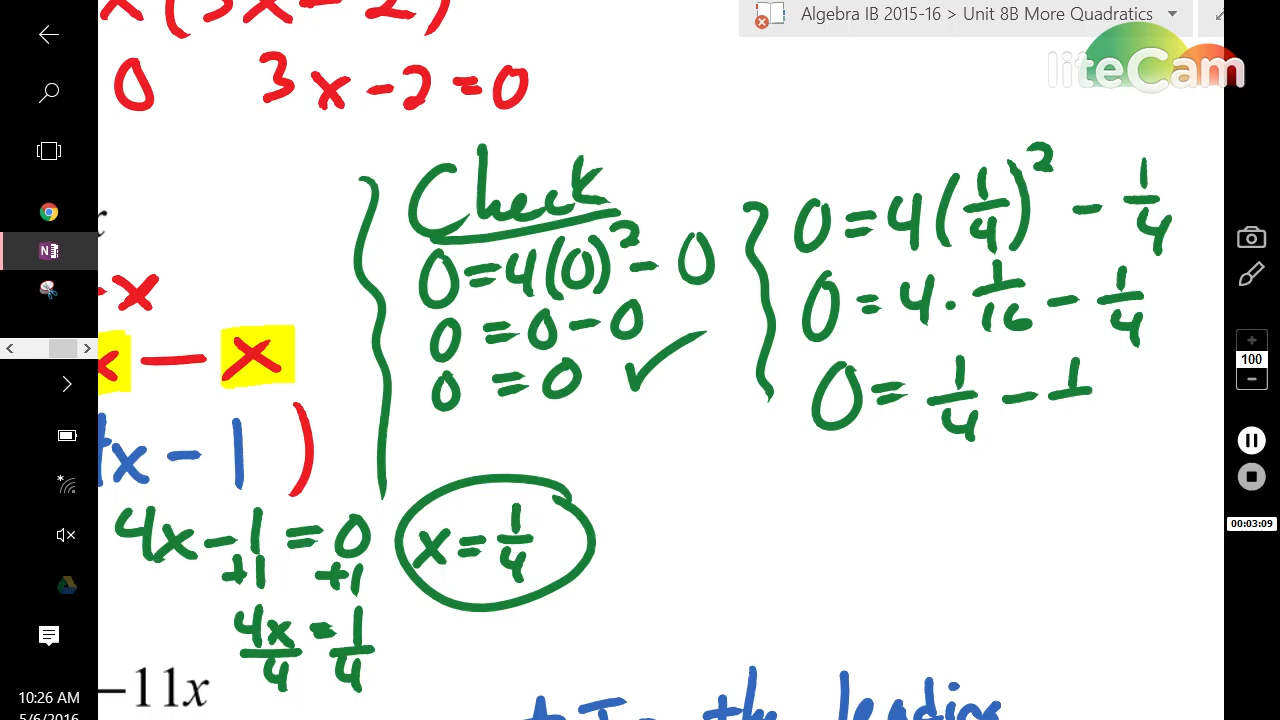 x(3x-2)
Algebra IB 2015-16 > Unit 8B More Quadratics
liteCam
0 3x-2=0
Check
0=4(0)²-0
0=0-0
0=0 ✓
0=4(1/4)²-1/4
0=4·1/16-1/4
0=1/4-1
x
-x
x-x
4x-1)
4x-1=0
+1 +1
4x/4=1/4
x=1/4
100
00:03:09
-11x
the leading
10:26 AM
5/6/2016